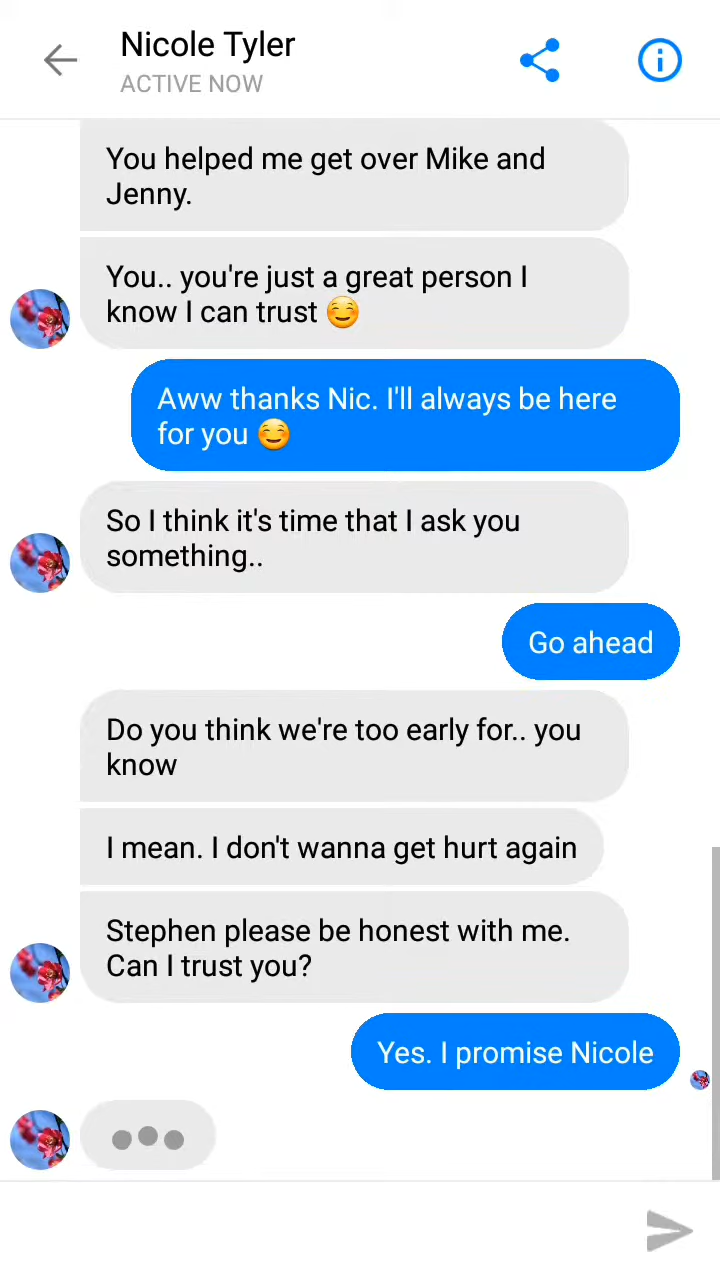 Nicole Tyler
ACTIVE NOW
You helped me get over Mike and
Jenny.
You.. you're just a great person I
know I can trust ☺️
Aww thanks Nic. I'll always be here
for you ☺️
So I think it's time that I ask you
something..
Go ahead
Do you think we're too early for.. you
know
I mean. I don't wanna get hurt again
Stephen please be honest with me.
Can I trust you?
Yes. I promise Nicole